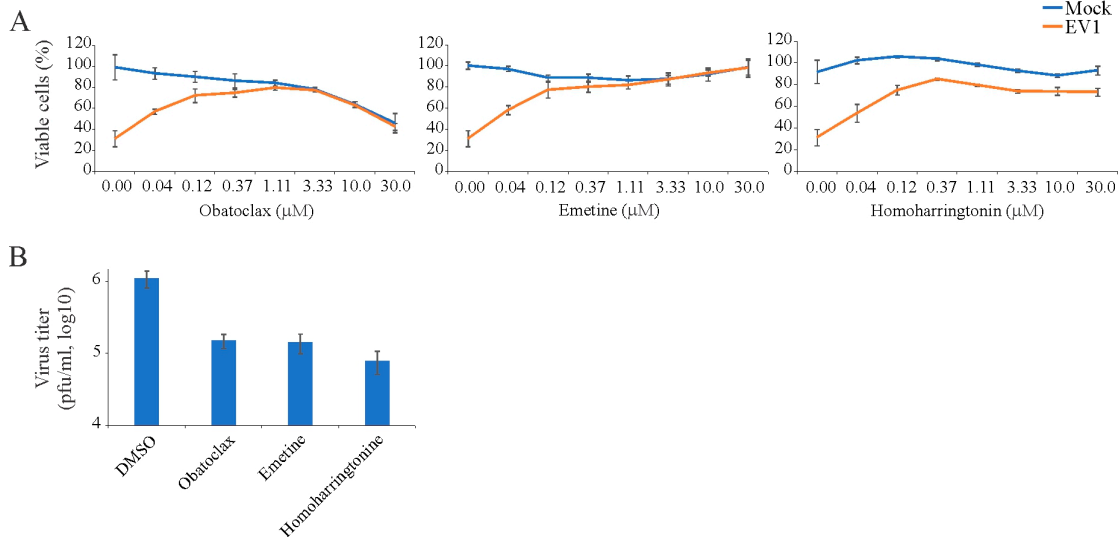 A
Mock
EV1
Viable cells (%)
120
100
80
60
40
20
0
0.00 0.04 0.12 0.37 1.11 3.33 10.0 30.0
Obatoclax (μM)
120
100
80
60
40
20
0
0.00 0.04 0.12 0.37 1.11 3.33 10.0 30.0
Emetine (μM)
120
100
80
60
40
20
0
0.00 0.04 0.12 0.37 1.11 3.33 10.0 30.0
Homoharringtonin (μM)
B
Virus titer
(pfu/ml, log10)
6
5
4
DMSO
Obatoclax
Emetine
Homoharringtonine